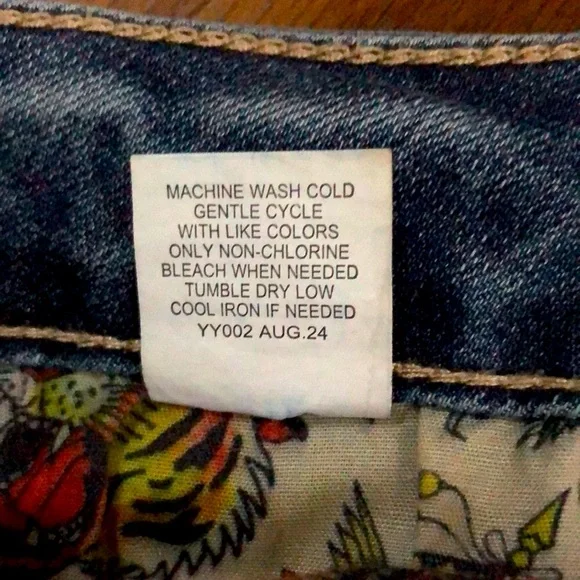 MACHINE WASH COLD
GENTLE CYCLE
WITH LIKE COLORS
ONLY NON-CHLORINE
BLEACH WHEN NEEDED
TUMBLE DRY LOW
COOL IRON IF NEEDED
YY002 AUG.24